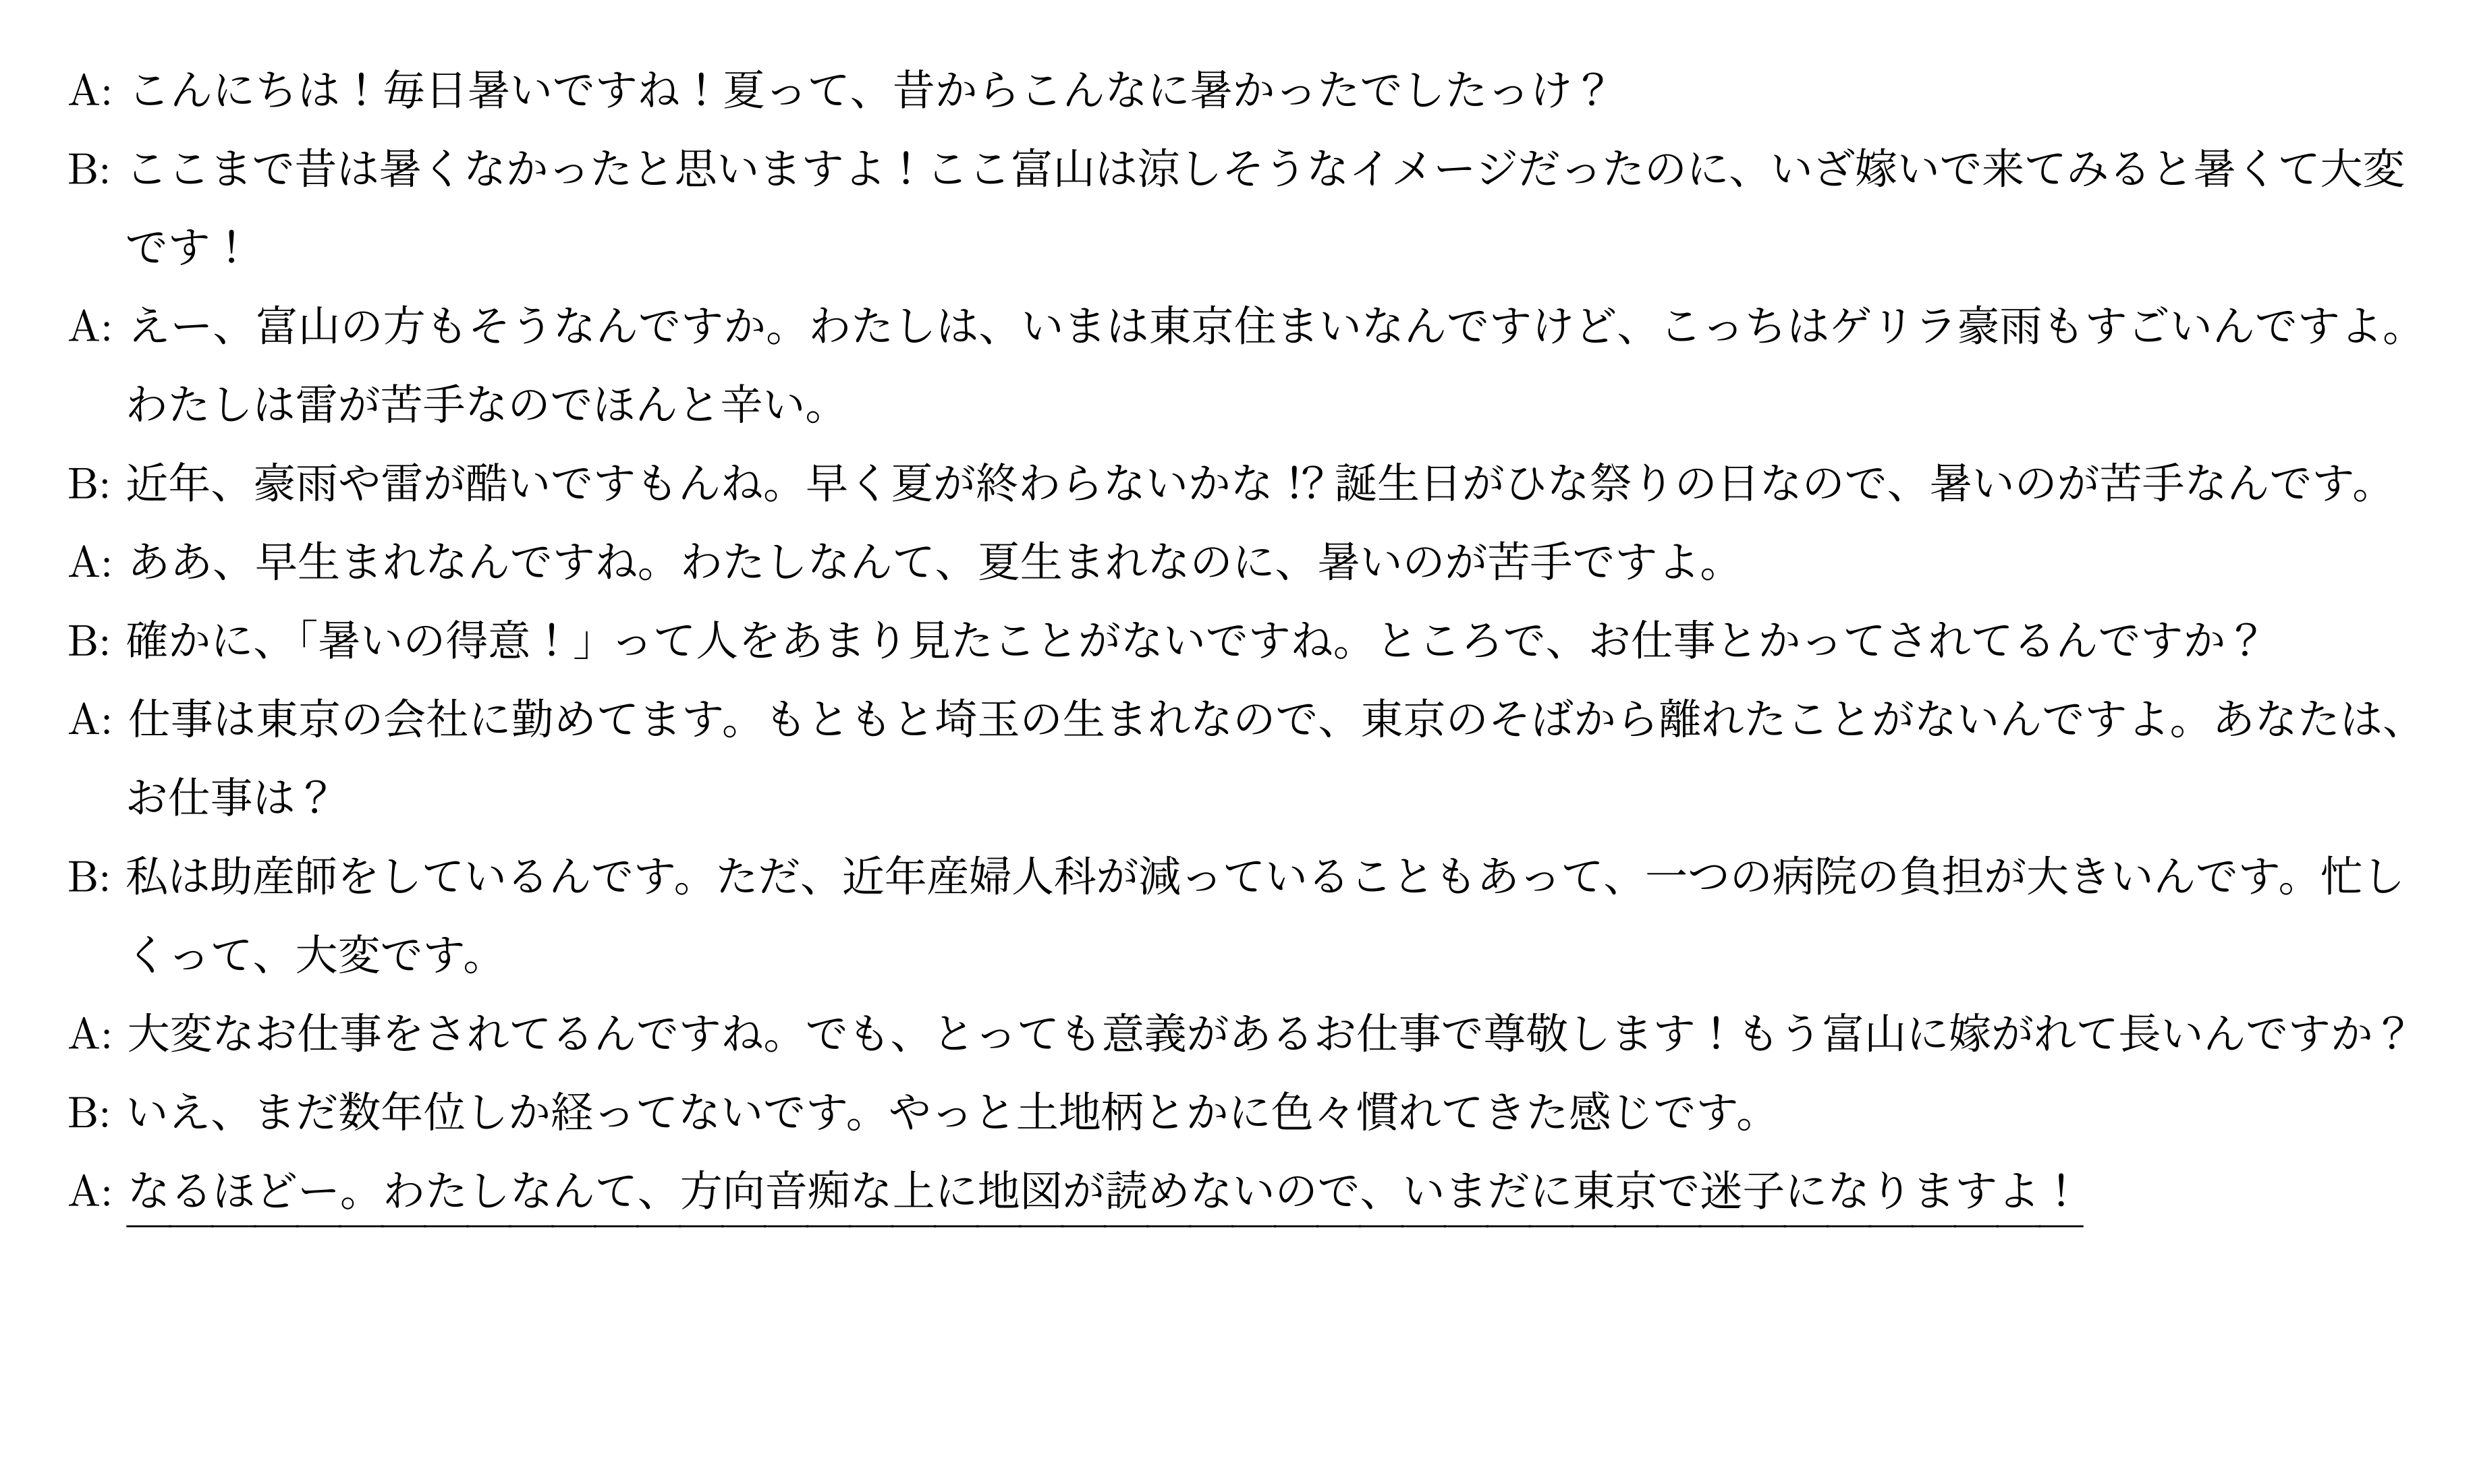 A: こんにちは！毎日暑いですね！夏って、昔からこんなに暑かったでしたっけ？
B: ここまで昔は暑くなかったと思いますよ！ここ富山は涼しそうなイメージだったのに、いざ嫁いで来てみると暑くて大変
です！
A: えー、富山の方もそうなんですか。わたしは、いまは東京住まいなんですけど、こっちはゲリラ豪雨もすごいんですよ。
わたしは雷が苦手なのでほんと辛い。
B: 近年、豪雨や雷が酷いですもんね。早く夏が終わらないかな⁉誕生日がひな祭りの日なので、暑いのが苦手なんです。
A: ああ、早生まれなんですね。わたしなんて、夏生まれなのに、暑いのが苦手ですよ。
B: 確かに、「暑いの得意！」って人をあまり見たことがないですね。ところで、お仕事とかってされてるんですか？
A: 仕事は東京の会社に勤めてます。もともと埼玉の生まれなので、東京のそばから離れたことがないんですよ。あなたは、
お仕事は？
B: 私は助産師をしているんです。ただ、近年産婦人科が減っていることもあって、一つの病院の負担が大きいんです。忙し
くって、大変です。
A: 大変なお仕事をされてるんですね。でも、とっても意義があるお仕事で尊敬します！もう富山に嫁がれて長いんですか？
B: いえ、まだ数年位しか経ってないです。やっと土地柄とかに色々慣れてきた感じです。
A: なるほどー。わたしなんて、方向音痴な上に地図が読めないので、いまだに東京で迷子になりますよ！